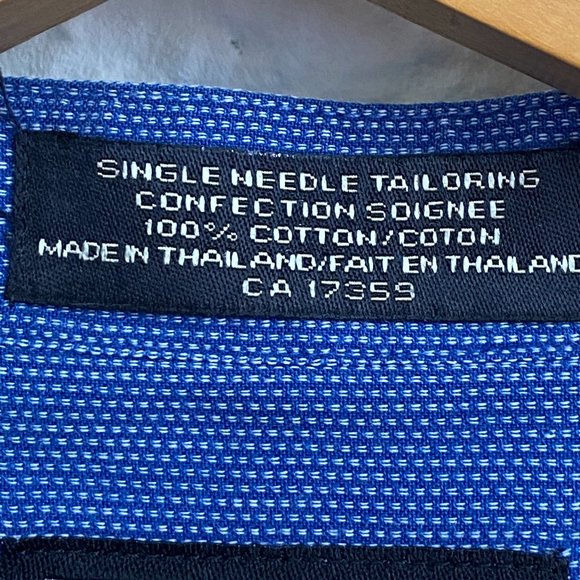 SINGLE NEEDLE TAILORING
CONFECTION SOIGNEE
100% COTTON/COTON
MADE IN THAILAND/FAIT EN THAILAND
CA 17359